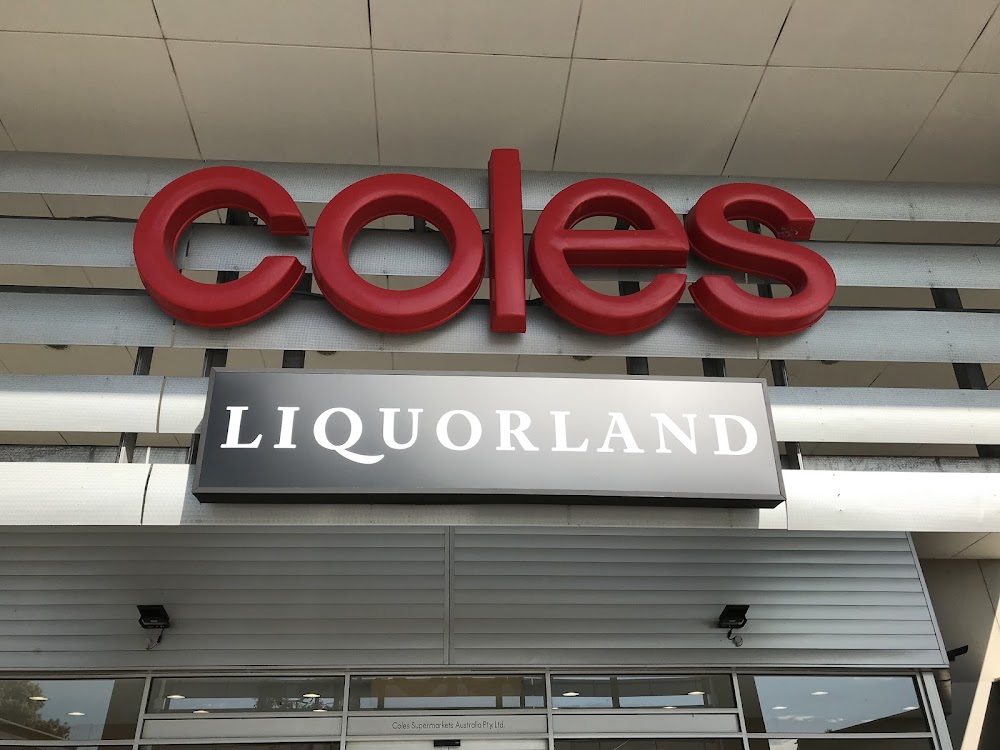 coles
LIQUORLAND
Coles Supermarkets Australia Pty. Ltd.